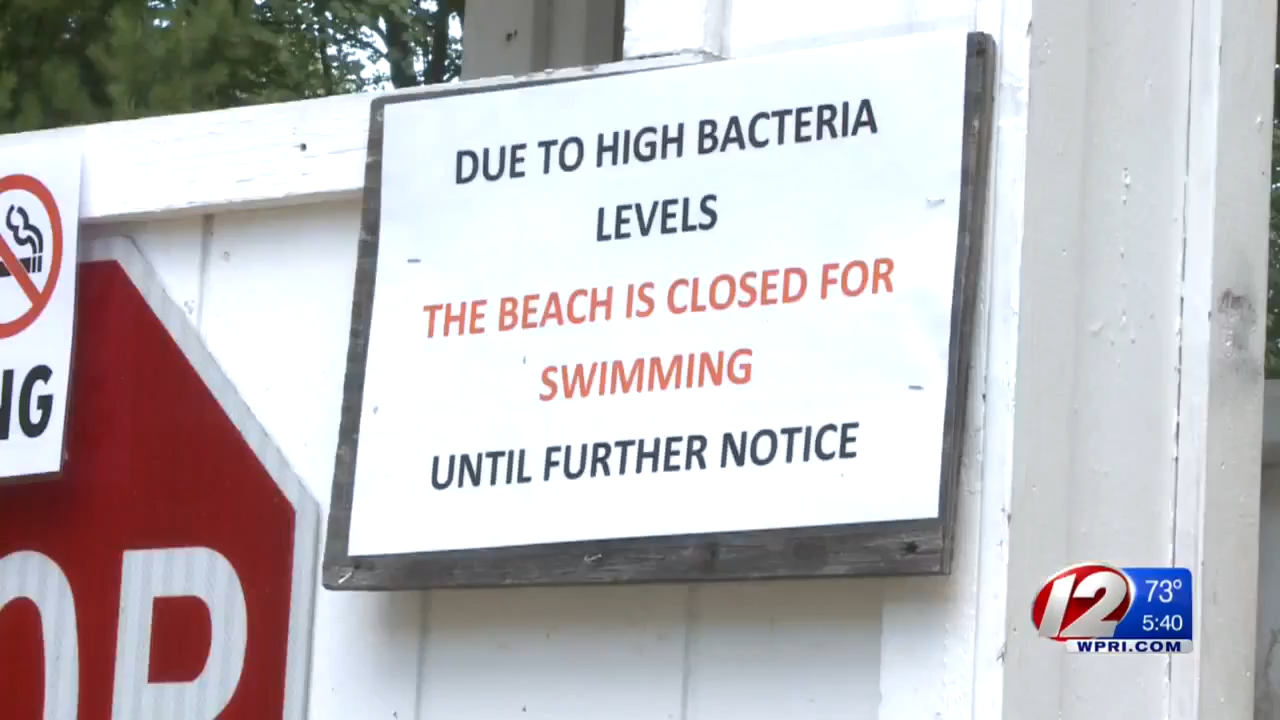 DUE TO HIGH BACTERIA
LEVELS
THE BEACH IS CLOSED FOR
SWIMMING
UNTIL FURTHER NOTICE
NG
OP
12
73°
5:40
WPRI.COM